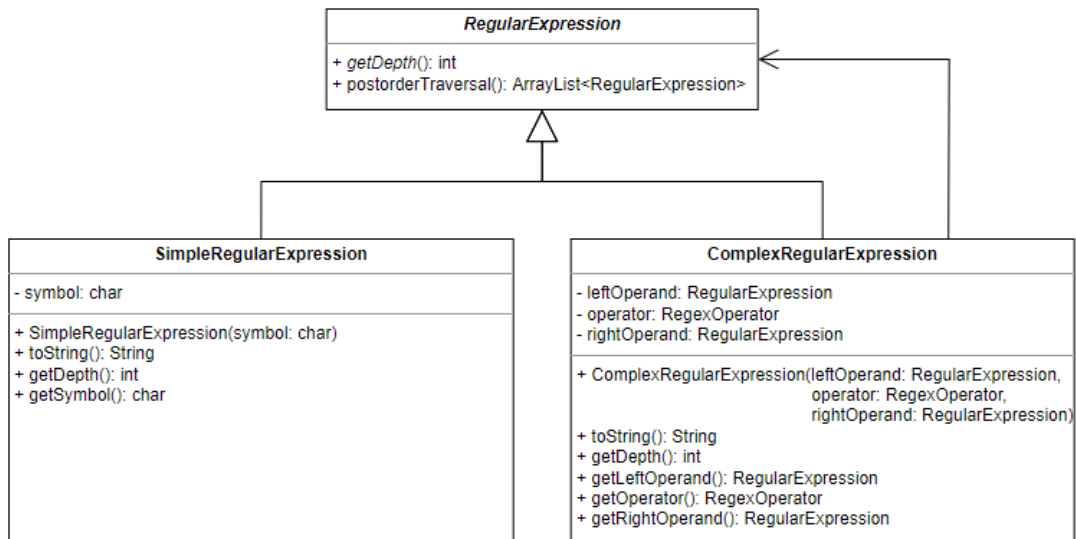 RegularExpression
+ getDepth(): int
+ postorderTraversal(): ArrayList<RegularExpression>
SimpleRegularExpression
- symbol: char
+ SimpleRegularExpression(symbol: char)
+ toString(): String
+ getDepth(): int
+ getSymbol(): char
ComplexRegularExpression
- leftOperand: RegularExpression
- operator: RegexOperator
- rightOperand: RegularExpression
+ ComplexRegularExpression(leftOperand: RegularExpression,
operator: RegexOperator,
rightOperand: RegularExpression)
+ toString(): String
+ getDepth(): int
+ getLeftOperand(): RegularExpression
+ getOperator(): RegexOperator
+ getRightOperand(): RegularExpression